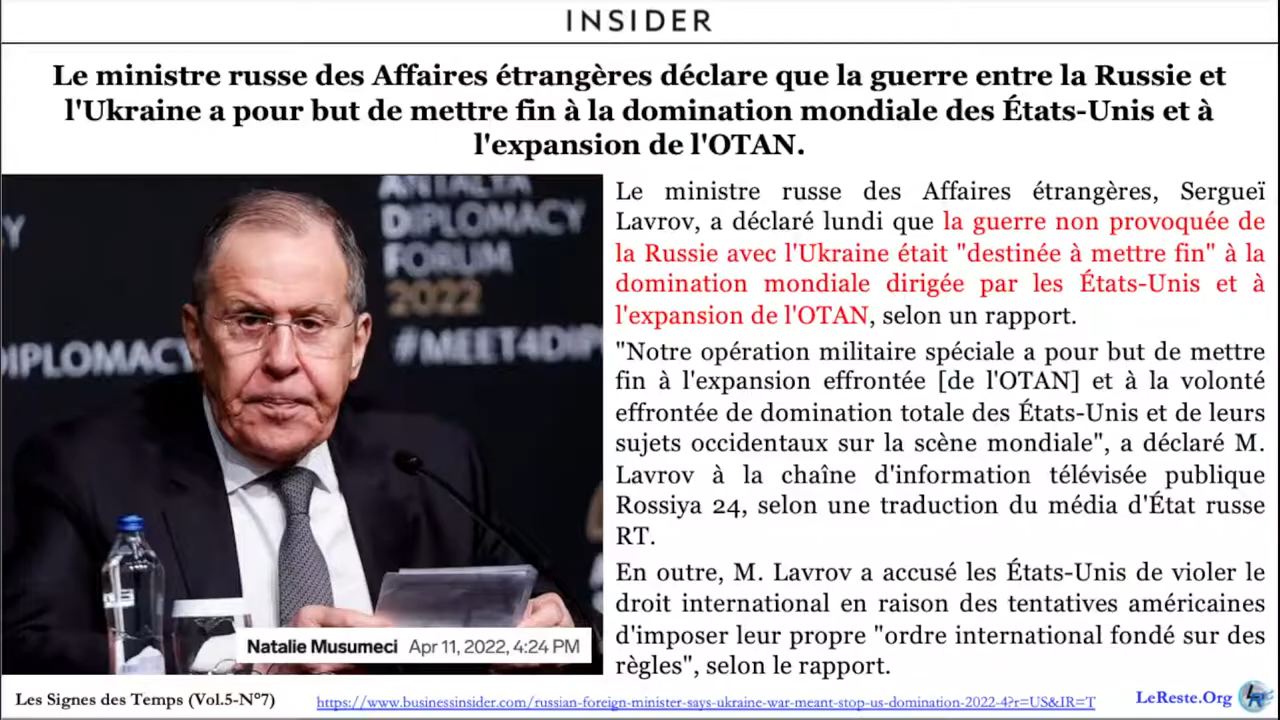 INSIDER
Le ministre russe des Affaires étrangères déclare que la guerre entre la Russie et
l'Ukraine a pour but de mettre fin à la domination mondiale des États-Unis et à
l'expansion de l'OTAN.
ANTALYA
DIPLOMACY
FORUM
2022
#MEET4DIP
Y
DIPLOMACY
Natalie Musumeci Apr 11, 2022, 4:24 PM
Le ministre russe des Affaires étrangères, Sergueï
Lavrov, a déclaré lundi que la guerre non provoquée de
la Russie avec l'Ukraine était "destinée à mettre fin" à la
domination mondiale dirigée par les États-Unis et à
l'expansion de l'OTAN, selon un rapport.
"Notre opération militaire spéciale a pour but de mettre
fin à l'expansion effrontée [de l'OTAN] et à la volonté
effrontée de domination totale des États-Unis et de leurs
sujets occidentaux sur la scène mondiale", a déclaré M.
Lavrov à la chaîne d'information télévisée publique
Rossiya 24, selon une traduction du média d'État russe
RT.
En outre, M. Lavrov a accusé les États-Unis de violer le
droit international en raison des tentatives américaines
d'imposer leur propre "ordre international fondé sur des
règles", selon le rapport.
Les Signes des Temps (Vol.5-N°7)
https://www.businessinsider.com/russian-foreign-minister-says-ukraine-war-meant-stop-us-domination-2022-4?r=US&IR=T
LeReste.Org